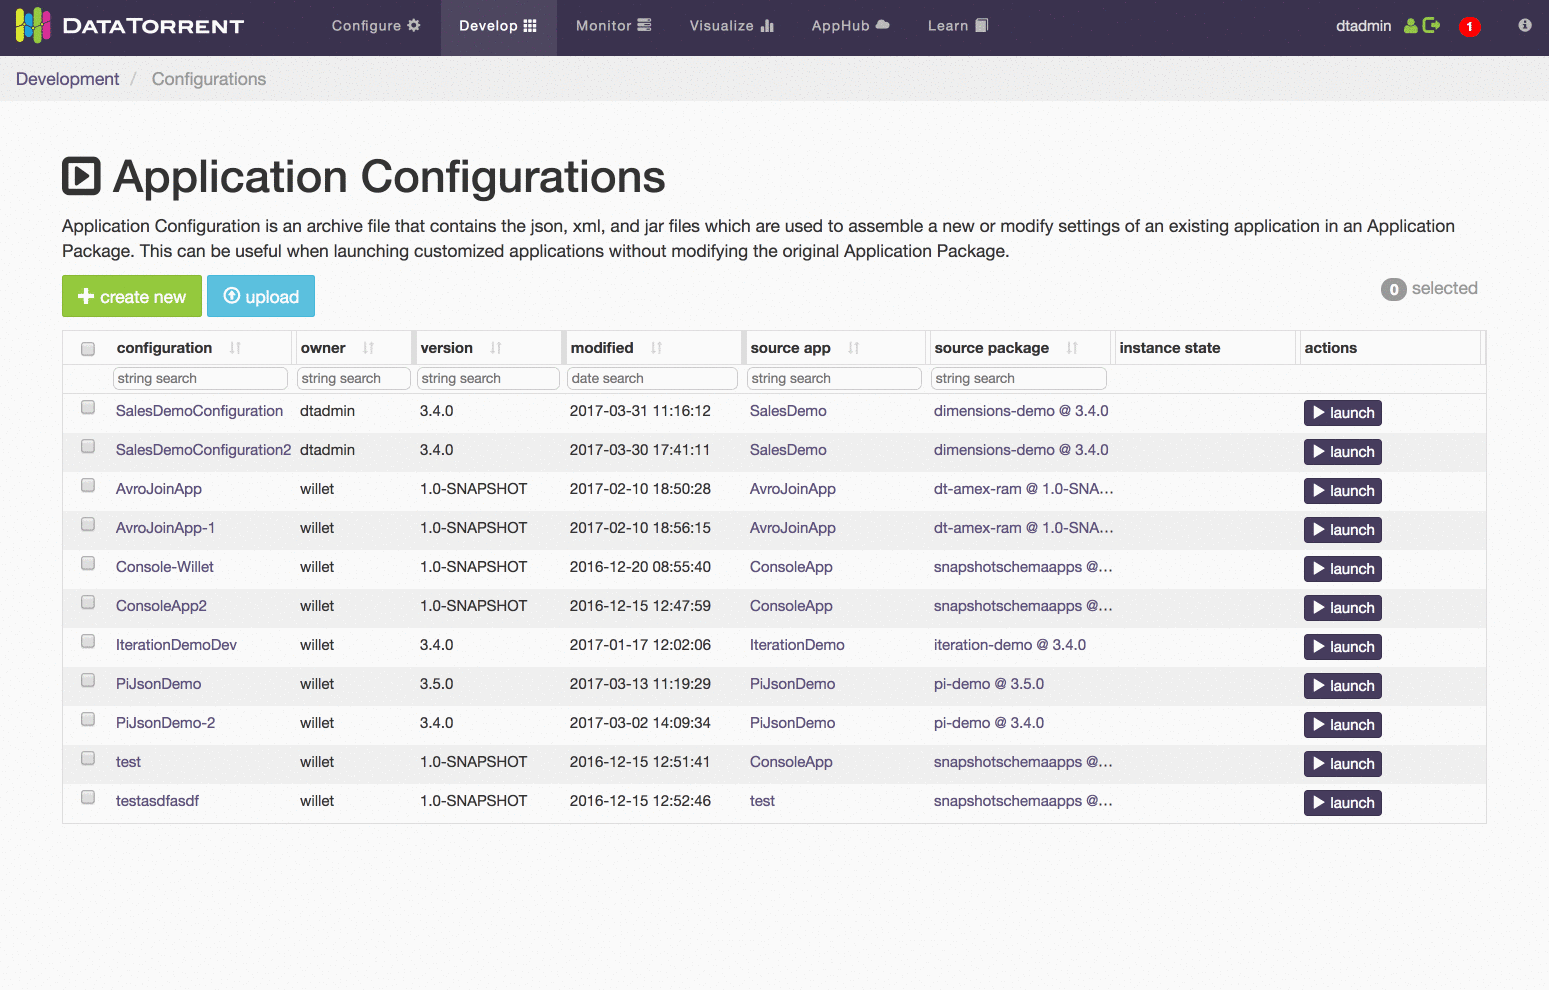 DATATORRENT Configure Develop Monitor Visualize AppHub Learn dtadmin 1
Development / Configurations
Application Configurations
Application Configuration is an archive file that contains the json, xml, and jar files which are used to assemble a new or modify settings of an existing application in an Application
Package. This can be useful when launching customized applications without modifying the original Application Package.
create new upload 0 selected
configuration owner version modified source app source package instance state actions
string search string search string search date search string search string search
SalesDemoConfiguration dtadmin 3.4.0 2017-03-31 11:16:12 SalesDemo dimensions-demo @ 3.4.0 launch
SalesDemoConfiguration2 dtadmin 3.4.0 2017-03-30 17:41:11 SalesDemo dimensions-demo @ 3.4.0 launch
AvroJoinApp willet 1.0-SNAPSHOT 2017-02-10 18:50:28 AvroJoinApp dt-amex-ram @ 1.0-SNA... launch
AvroJoinApp-1 willet 1.0-SNAPSHOT 2017-02-10 18:56:15 AvroJoinApp dt-amex-ram @ 1.0-SNA... launch
Console-Willet willet 1.0-SNAPSHOT 2016-12-20 08:55:40 ConsoleApp snapshotschemaapps @... launch
ConsoleApp2 willet 1.0-SNAPSHOT 2016-12-15 12:47:59 ConsoleApp snapshotschemaapps @... launch
IterationDemoDev willet 3.4.0 2017-01-17 12:02:06 IterationDemo iteration-demo @ 3.4.0 launch
PiJsonDemo willet 3.5.0 2017-03-13 11:19:29 PiJsonDemo pi-demo @ 3.5.0 launch
PiJsonDemo-2 willet 3.4.0 2017-03-02 14:09:34 PiJsonDemo pi-demo @ 3.4.0 launch
test willet 1.0-SNAPSHOT 2016-12-15 12:51:41 ConsoleApp snapshotschemaapps @... launch
testasdfasdf willet 1.0-SNAPSHOT 2016-12-15 12:52:46 test snapshotschemaapps @... launch